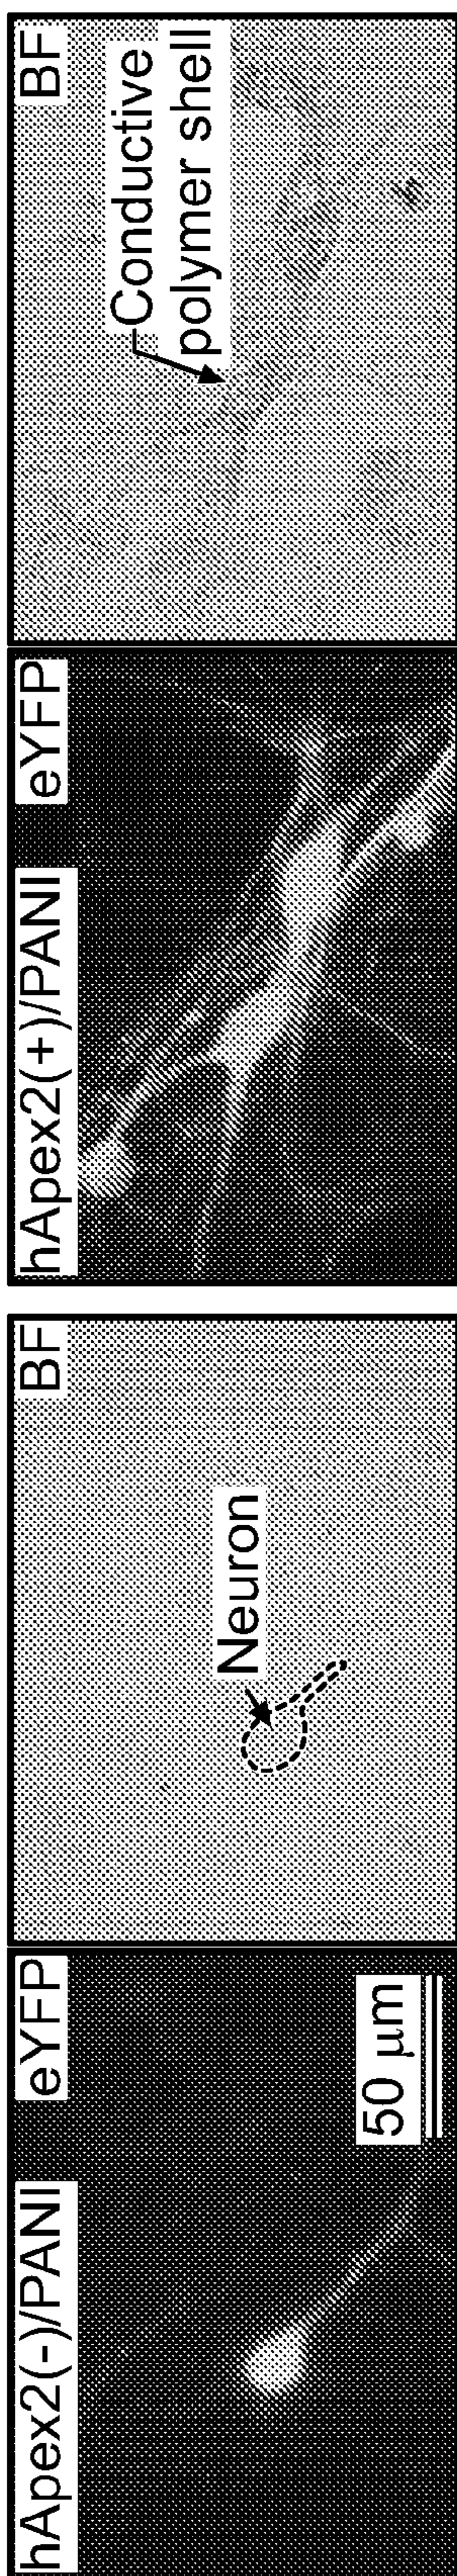 hApex2(-)/PANI
eYFP
50 µm
BF
Neuron
hApex2(+)/PANI
eYFP
BF
Conductive
polymer shell